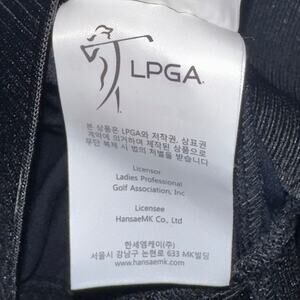 LPGA
본 상품은 LPGA와 저작권, 상표권
계약에 의거하여 제작된 상품으로
무단 복제 시 법의 처벌을 받습니다
Licensor
Ladies Professional
Golf Association, Inc
Licensee
HansaeMK Co., Ltd
한세엠케이(주)
서울시 강남구 논현로 633 MK빌딩
www.hansaemk.com